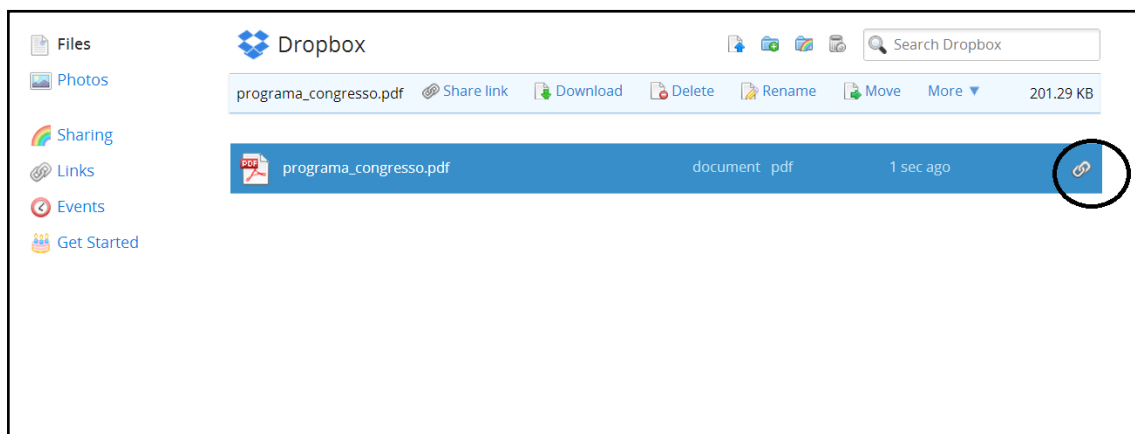 Files
Photos
Sharing
Links
Events
Get Started
Dropbox
Search Dropbox
programa_congresso.pdf Share link Download Delete Rename Move More ▼ 201.29 KB
PDF programa_congresso.pdf document pdf 1 sec ago